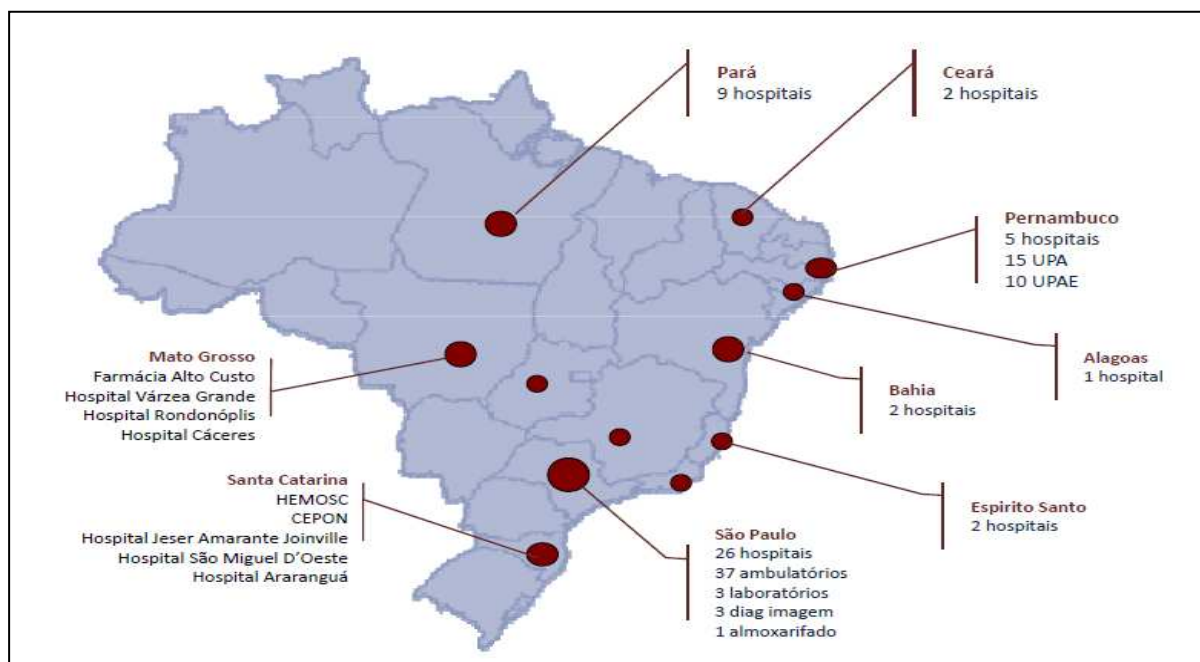 Pará
9 hospitais
Ceará
2 hospitais
Pernambuco
5 hospitais
15 UPA
10 UPAE
Mato Grosso
Farmácia Alto Custo
Hospital Várzea Grande
Hospital Rondonóplis
Hospital Cáceres
Alagoas
1 hospital
Bahia
2 hospitais
Santa Catarina
HEMOSC
CEPON
Hospital Jeser Amarante Joinville
Hospital São Miguel D’Oeste
Hospital Araranguá
Espirito Santo
2 hospitais
São Paulo
26 hospitais
37 ambulatórios
3 laboratórios
3 diag imagem
1 almoxarifado